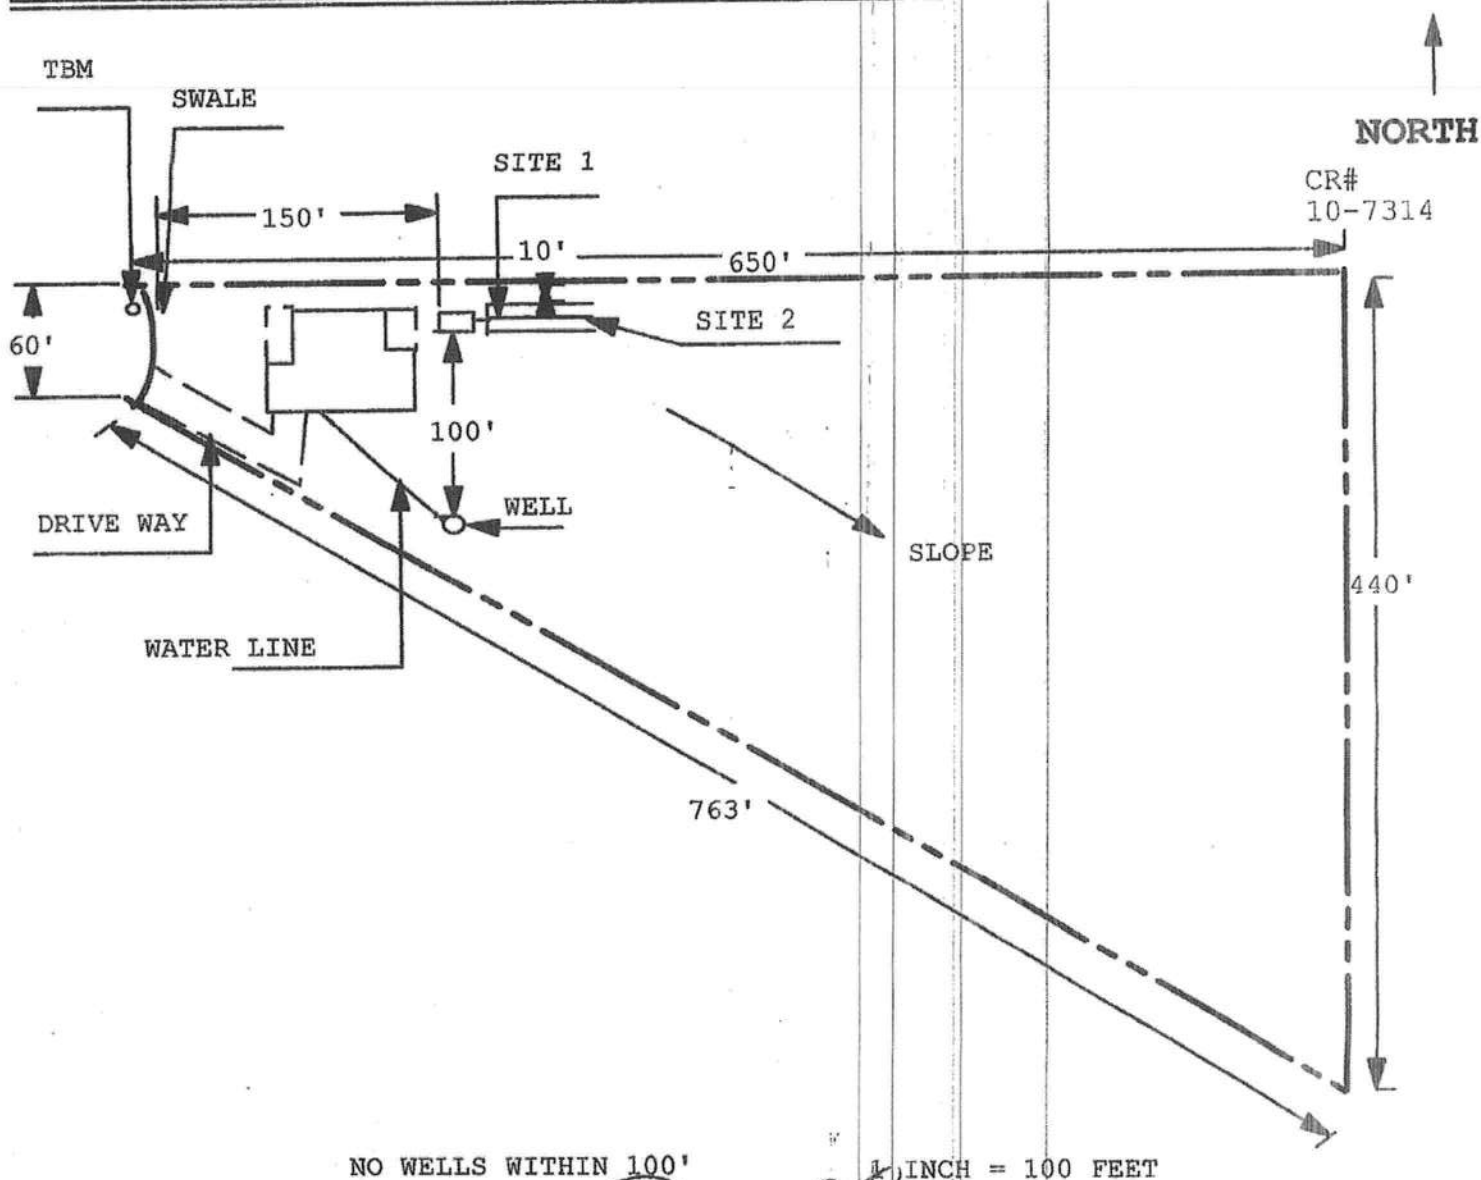 TBM
SWALE
NORTH
SITE 1
CR#
10-7314
150'
10'
650'
SITE 2
60'
100'
WELL
DRIVE WAY
SLOPE
440'
WATER LINE
763'
NO WELLS WITHIN 100'
INCH = 100 FEET